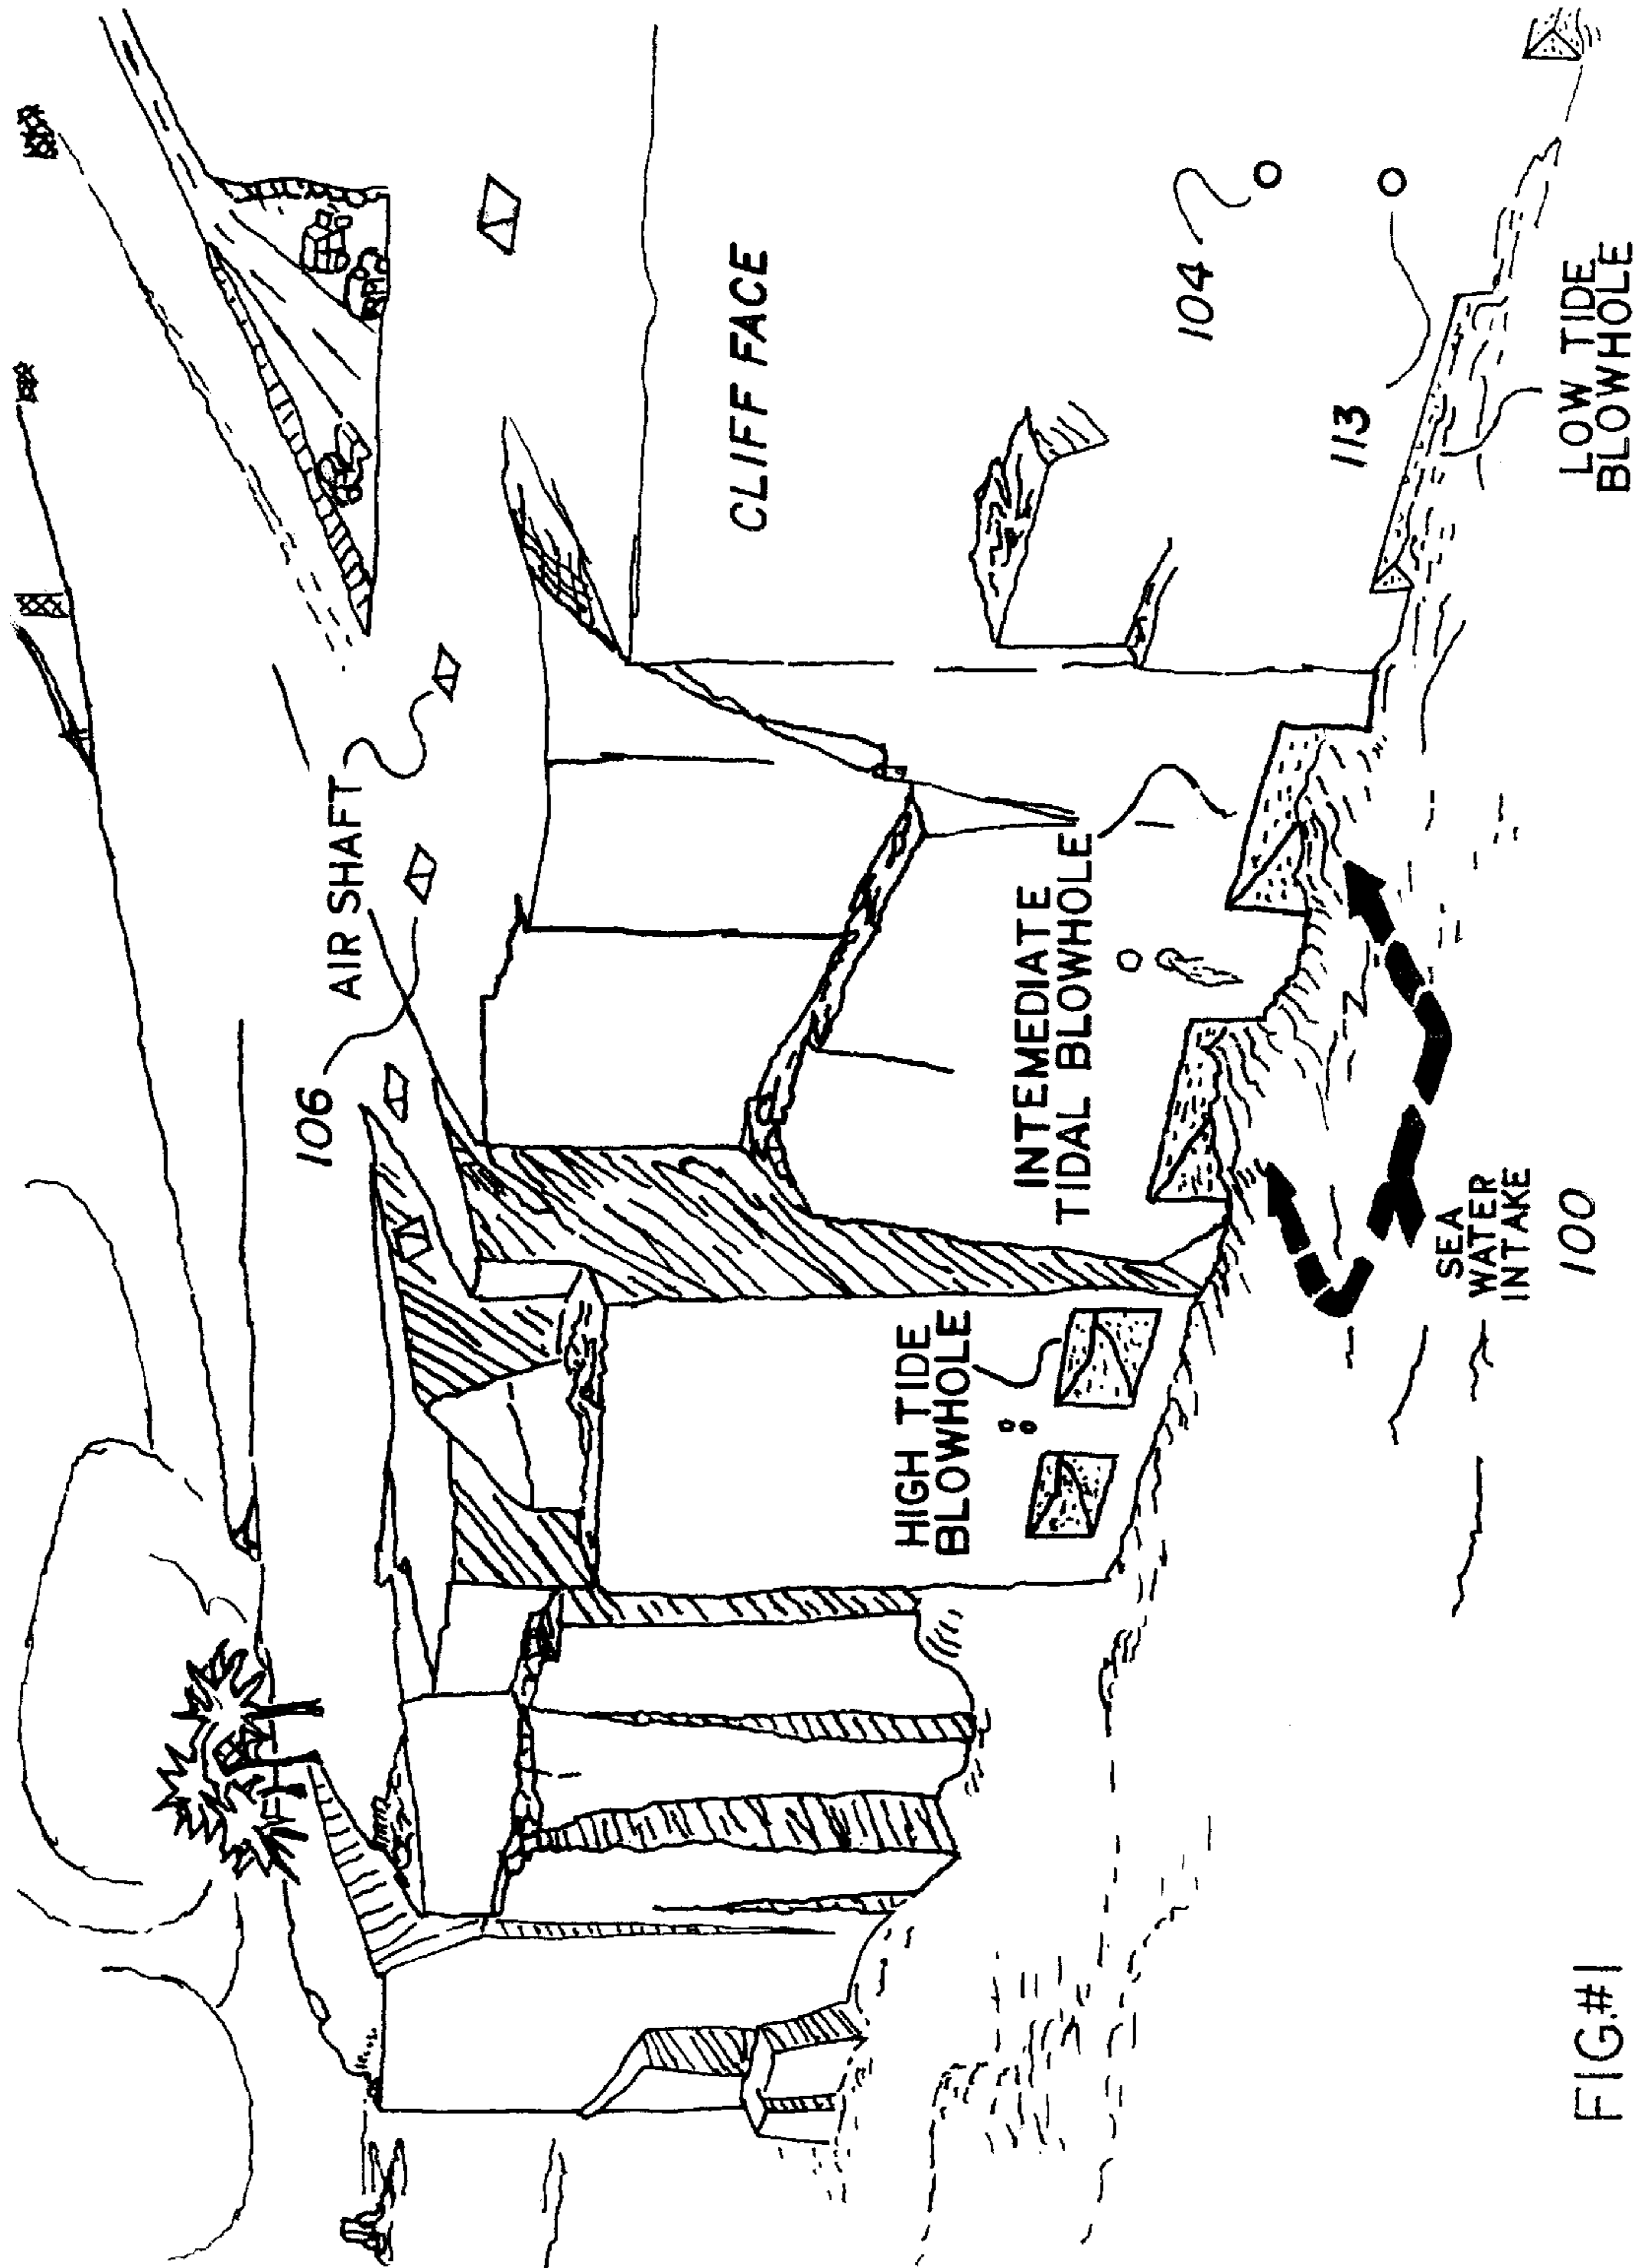 AIR SHAFT
106
CLIFF FACE
HIGH TIDE
BLOWHOLE
INTEMEDIATE
TIDAL BLOWHOLE
104
113
SEA
WATER
INTAKE
100
LOW TIDE
BLOWHOLE
FIG.#1